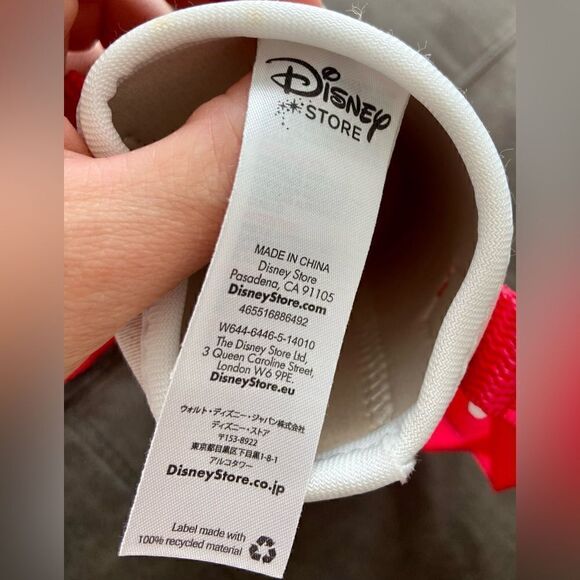 Disney
STORE
MADE IN CHINA
Disney Store
Pasadena, CA 91105
DisneyStore.com
465516886492
W644-6446-5-14010
The Disney Store Ltd,
3 Queen Caroline Street,
London W6 9PE.
DisneyStore.eu
ウォルト・ディズニー・ジャパン株式会社
ディズニー・ストア
〒153-8922
東京都目黒区下目黒1-8-1
アルコタワー
DisneyStore.co.jp
Label made with
100% recycled material